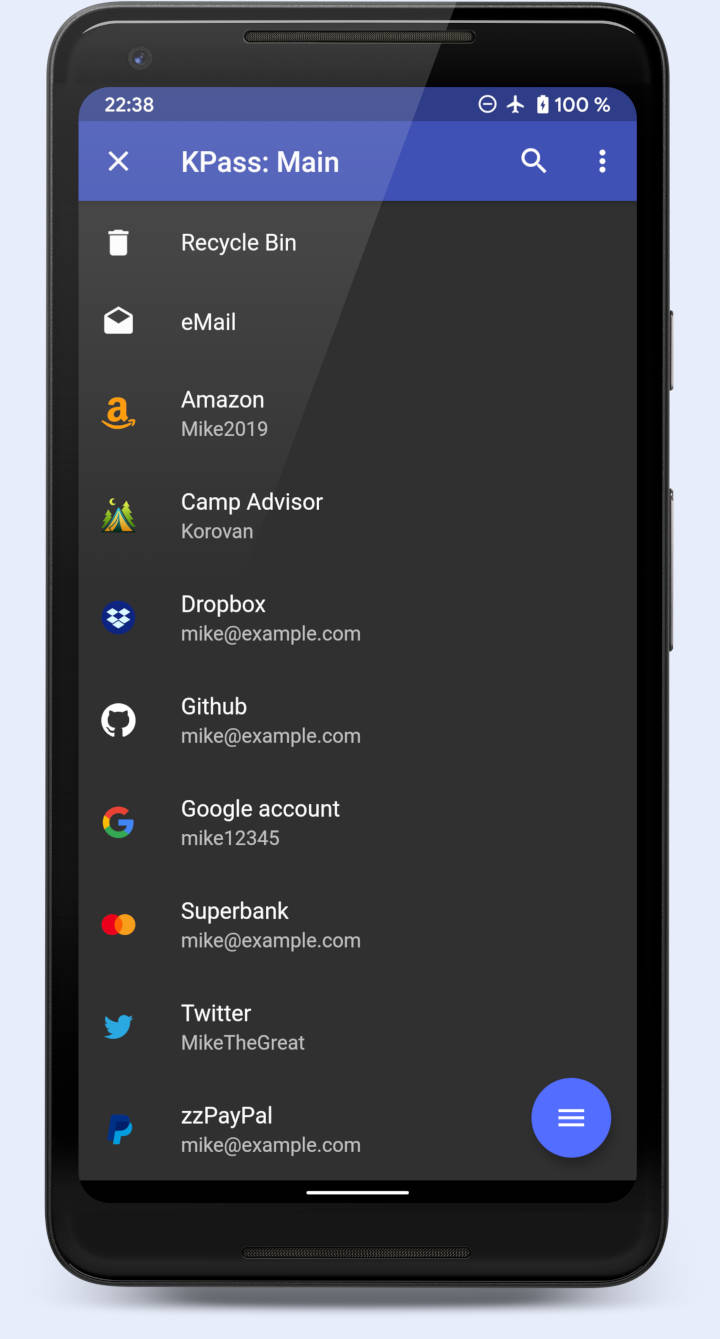 22:38 100 %
KPass: Main
Recycle Bin
eMail
Amazon
Mike2019
Camp Advisor
Korovan
Dropbox
mike@example.com
Github
mike@example.com
Google account
mike12345
Superbank
mike@example.com
Twitter
MikeTheGreat
zzPayPal
mike@example.com